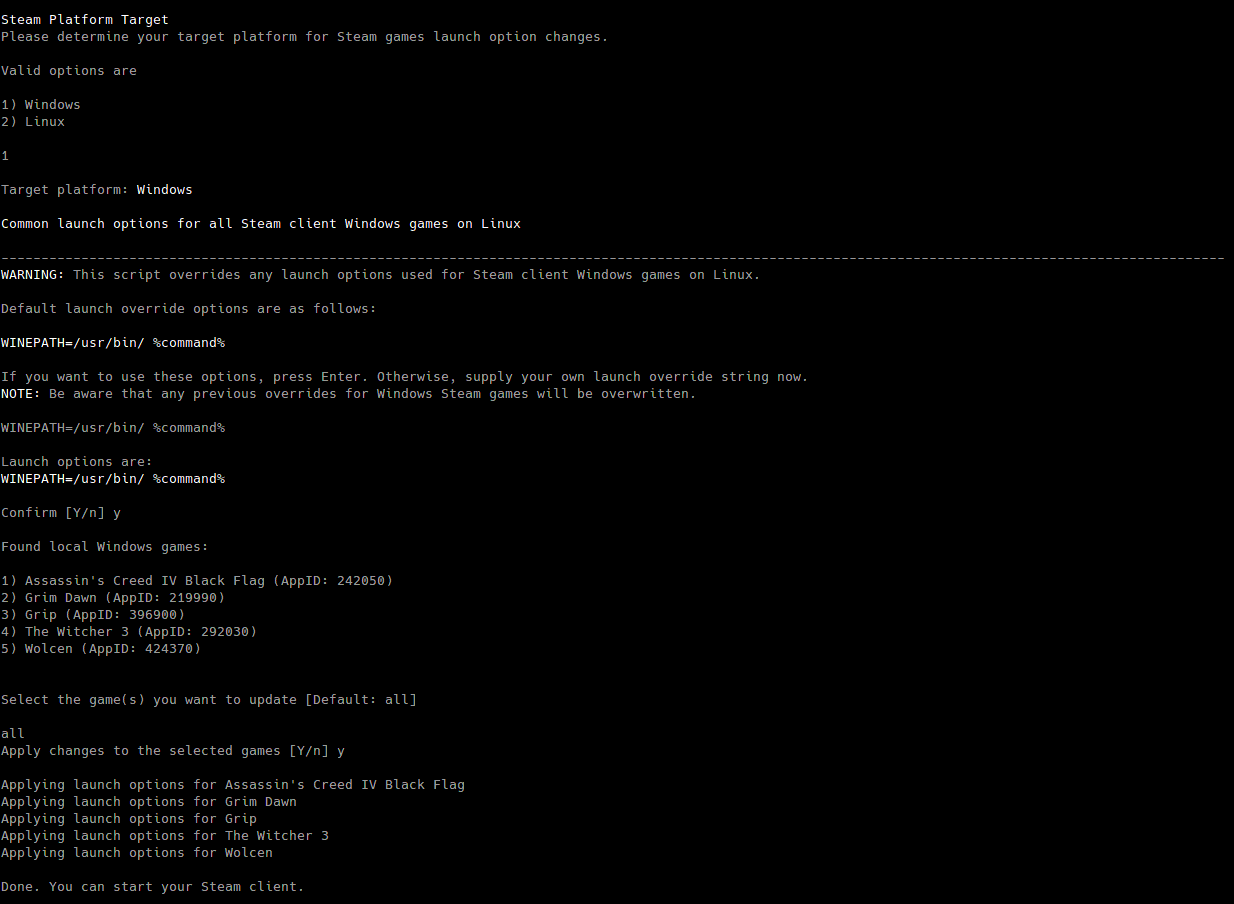 Steam Platform Target
Please determine your target platform for Steam games launch option changes.
Valid options are
1) Windows
2) Linux
1
Target platform: Windows
Common launch options for all Steam client Windows games on Linux
---------------------------------------------------------------------------------------------------------------------------------------------------------
WARNING: This script overrides any launch options used for Steam client Windows games on Linux.
Default launch override options are as follows:
WINEPATH=/usr/bin/ %command%
If you want to use these options, press Enter. Otherwise, supply your own launch override string now.
NOTE: Be aware that any previous overrides for Windows Steam games will be overwritten.
WINEPATH=/usr/bin/ %command%
Launch options are:
WINEPATH=/usr/bin/ %command%
Confirm [Y/n] y
Found local Windows games:
1) Assassin's Creed IV Black Flag (AppID: 242050)
2) Grim Dawn (AppID: 219990)
3) Grip (AppID: 396900)
4) The Witcher 3 (AppID: 292030)
5) Wolcen (AppID: 424370)
Select the game(s) you want to update [Default: all]
all
Apply changes to the selected games [Y/n] y
Applying launch options for Assassin's Creed IV Black Flag
Applying launch options for Grim Dawn
Applying launch options for Grip
Applying launch options for The Witcher 3
Applying launch options for Wolcen
Done. You can start your Steam client.